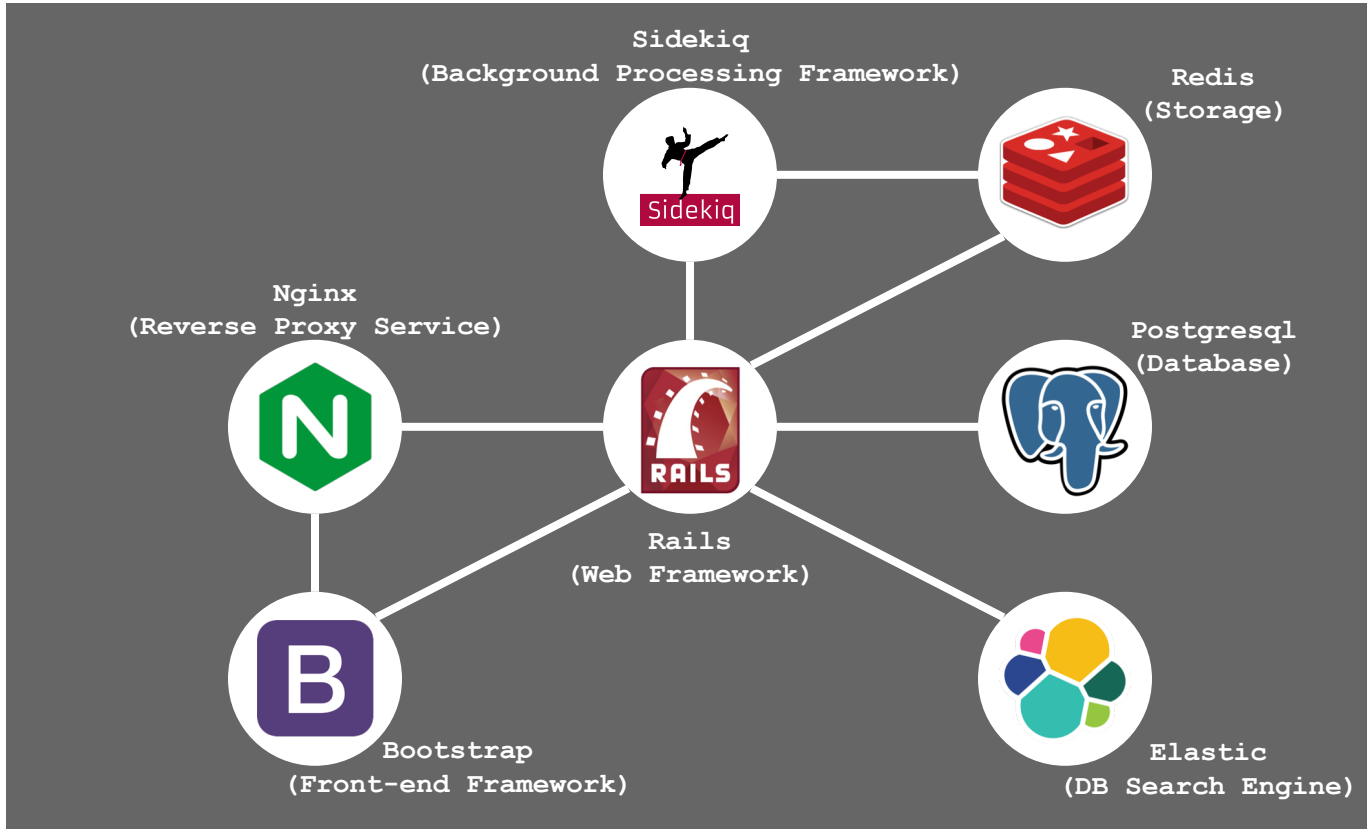 Sidekiq
(Background Processing Framework)
Redis
(Storage)
Sidekiq
Nginx
(Reverse Proxy Service)
Postgresql
(Database)
N
RAILS
Rails
(Web Framework)
B
Bootstrap
(Front-end Framework)
Elastic
(DB Search Engine)